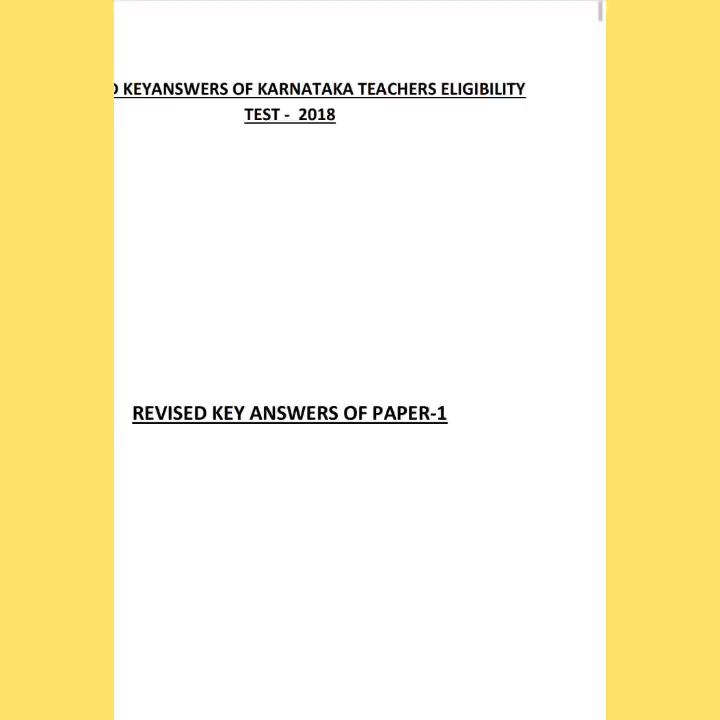 KEYANSWERS OF KARNATAKA TEACHERS ELIGIBILITY
TEST - 2018
REVISED KEY ANSWERS OF PAPER-1